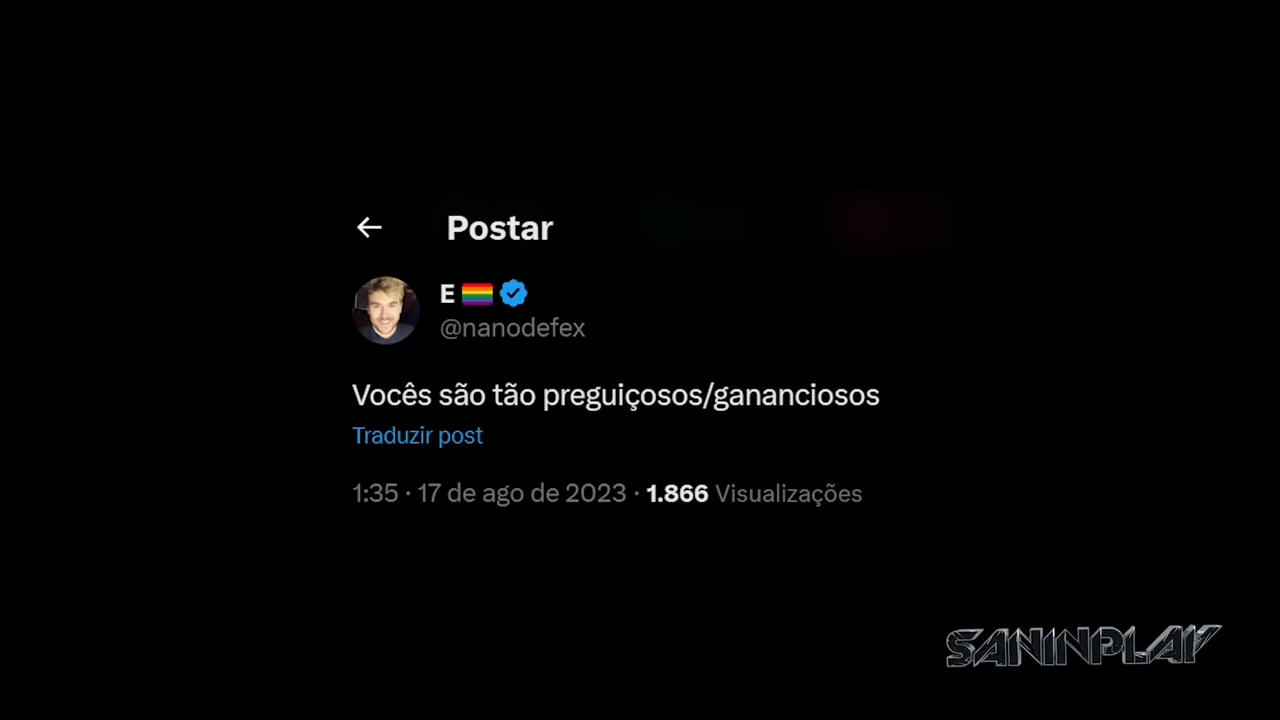 Postar
E
@nanodefex
Vocês são tão preguiçosos/gananciosos
Traduzir post
1:35 · 17 de ago de 2023 · 1.866 Visualizações
SANINPLAY